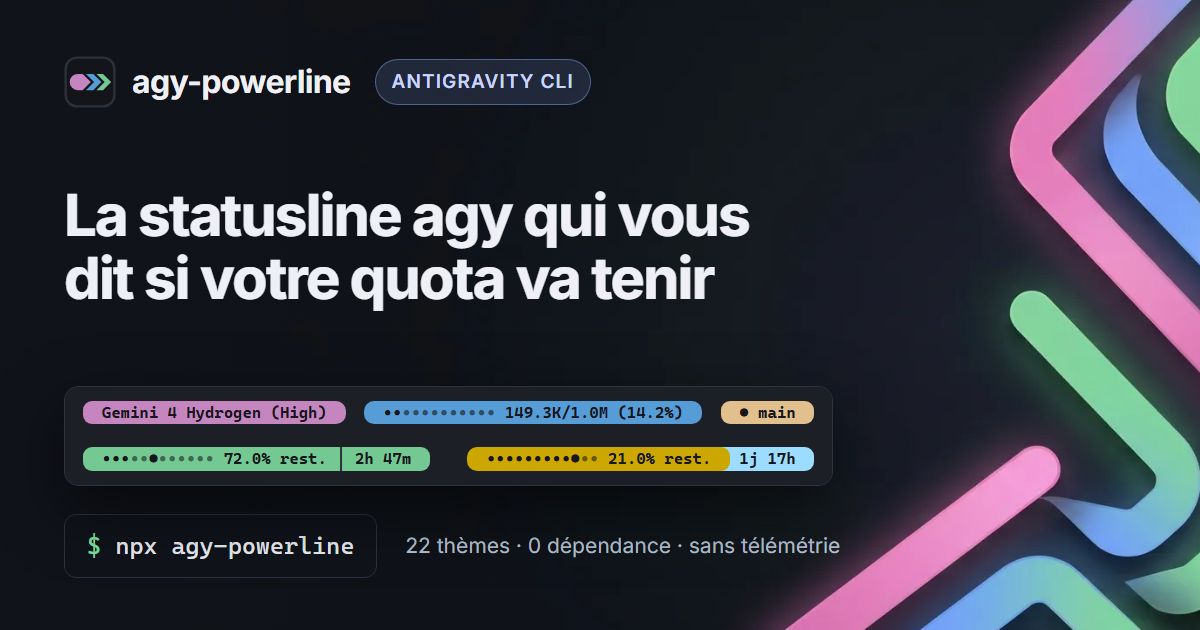 agy-powerline ANTIGRAVITY CLI
La statusline agy qui vous
dit si votre quota va tenir
Gemini 4 Hydrogen (High) 149.3K/1.0M (14.2%) ● main
72.0% rest. 2h 47m 21.0% rest. 1j 17h
$ npx agy-powerline 22 thèmes · 0 dépendance · sans télémétrie